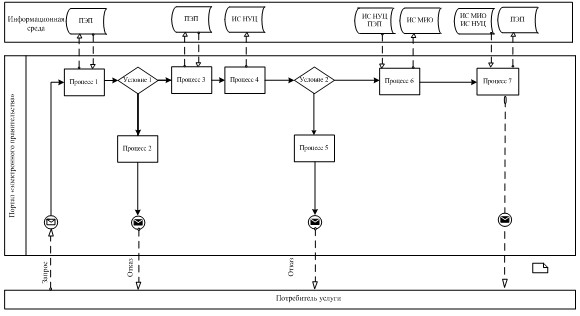 Информационная
среда
ПЭП
ПЭП
ИС НУЦ
ИС НУЦ
ПЭП
ИС МИО
ИС МИО
ИС НУЦ
ПЭП
Портал «электронного правительства»
Процесс 1
Условие 1
Процесс 3
Процесс 4
Условие 2
Процесс 6
Процесс 7
Процесс 2
Процесс 5
Запрос
Отказ
Отказ
Потребитель услуги